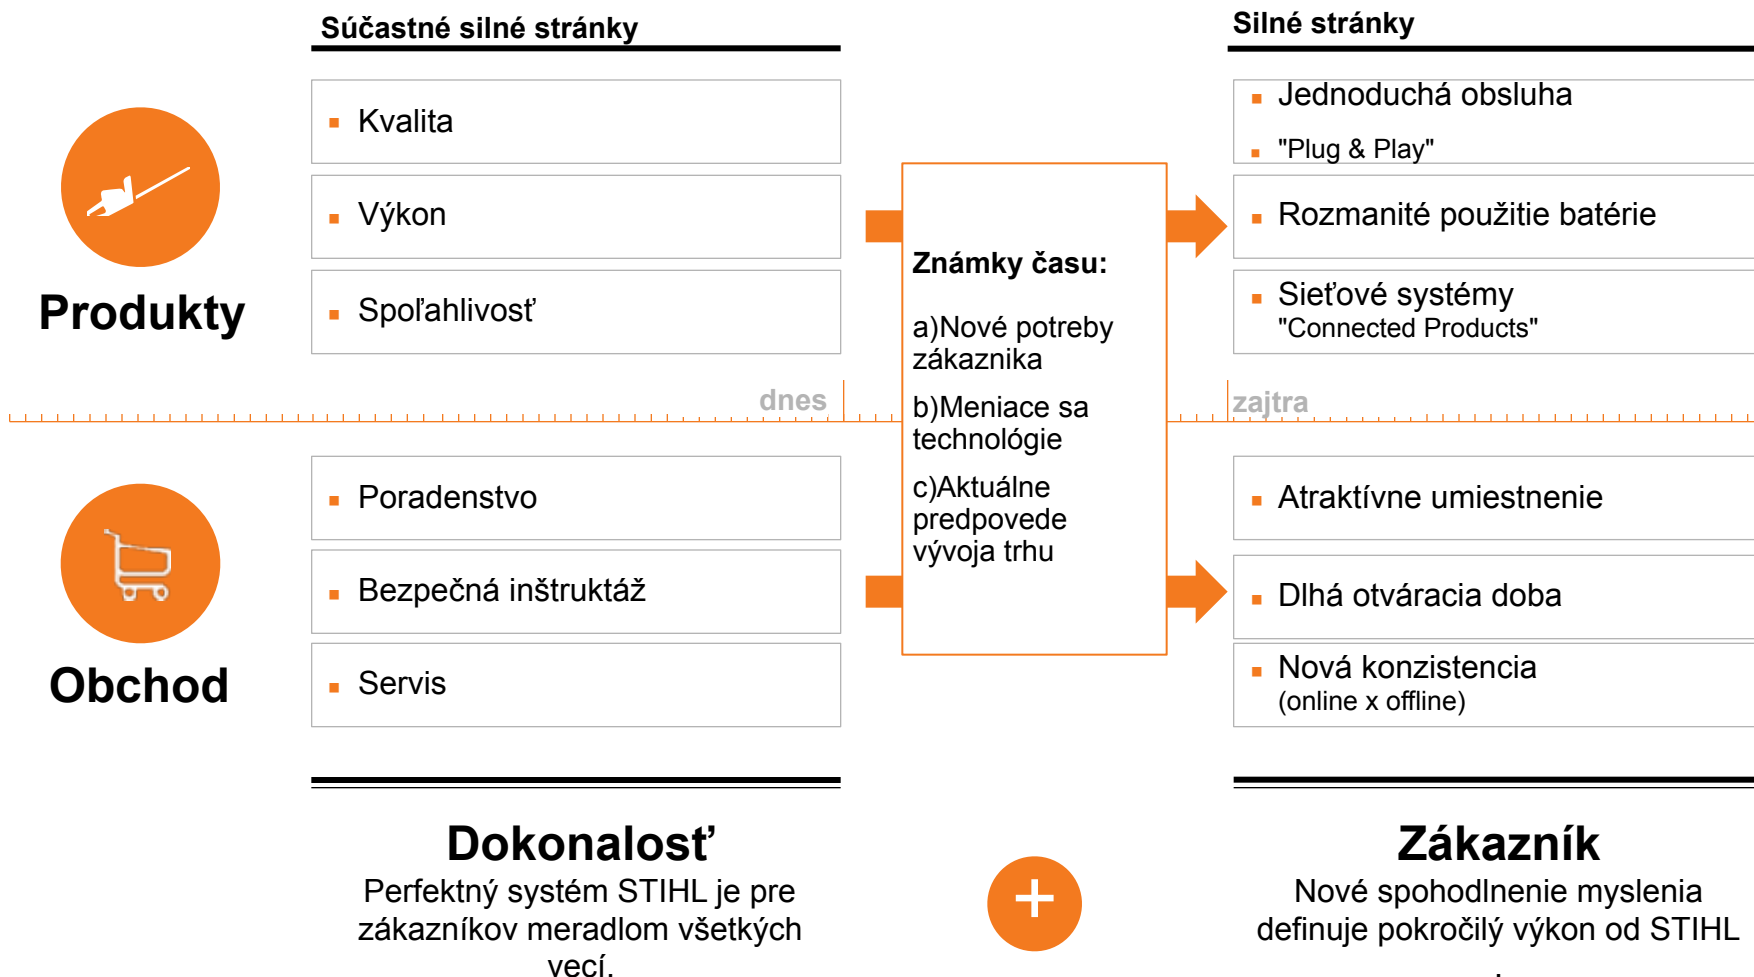 Súčastné silné stránky
Silné stránky
Produkty
Kvalita
Výkon
Spoľahlivosť
Známky času:
a)Nové potreby
zákaznika
b)Meniace sa
technológie
c)Aktuálne
predpovede
vývoja trhu
Jednoduchá obsluha
"Plug & Play"
Rozmanité použitie batérie
Sieťové systémy
"Connected Products"
dnes
zajtra
Obchod
Poradenstvo
Bezpečná inštruktáž
Servis
Atraktívne umiestnenie
Dlhá otváracia doba
Nová konzistencia
(online x offline)
Dokonalosť
Perfektný systém STIHL je pre
zákazníkov meradlom všetkých
vecí.
+
Zákazník
Nové spohodlnenie myslenia
definuje pokročilý výkon od STIHL
.